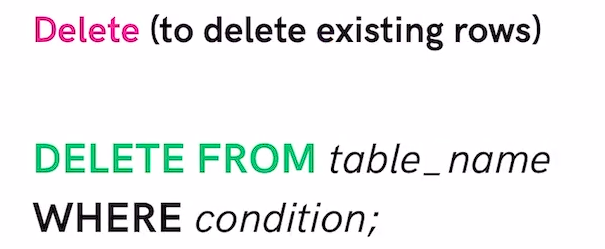 Delete (to delete existing rows)
DELETE FROM table_name
WHERE condition;